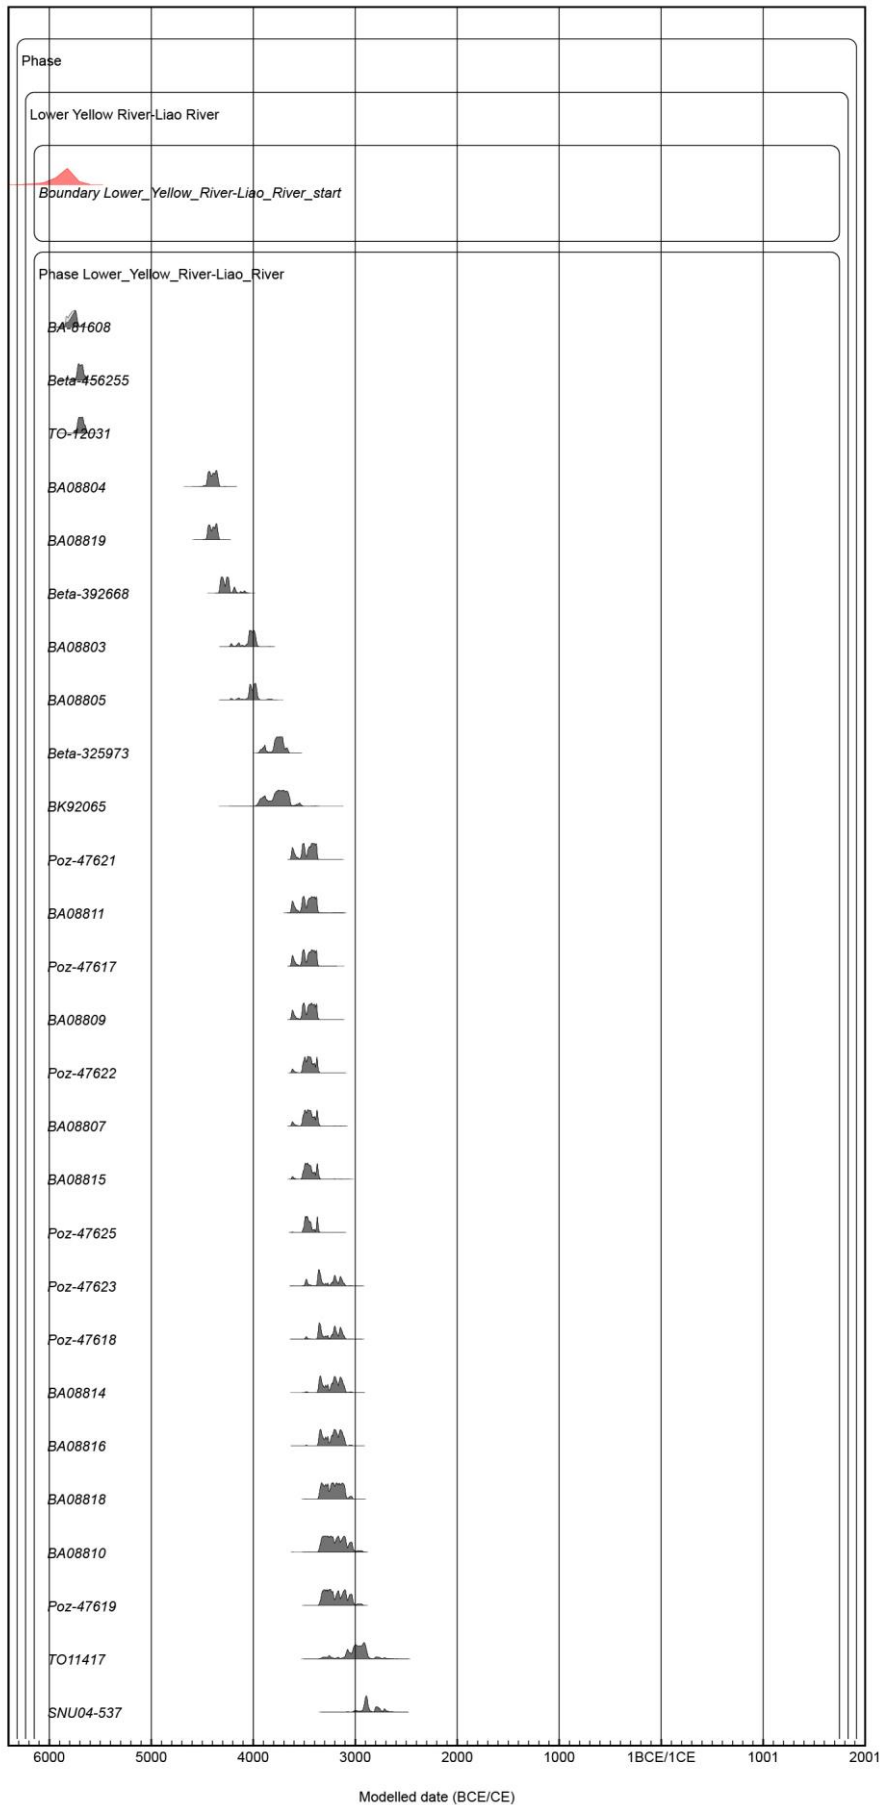 Phase
Lower Yellow River-Liao River
Boundary Lower_Yellow_River-Liao_River_start
Phase Lower_Yellow_River-Liao_River
BA-81608
Beta-456255
TO-12031
BA08804
BA08819
Beta-392668
BA08803
BA08805
Beta-325973
BK92065
Poz-47621
BA08811
Poz-47617
BA08809
Poz-47622
BA08807
BA08815
Poz-47625
Poz-47623
Poz-47618
BA08814
BA08816
BA08818
BA08810
Poz-47619
TO11417
SNU04-537
6000 5000 4000 3000 2000 1000 1BCE/1CE 1001 2001
Modelled date (BCE/CE)